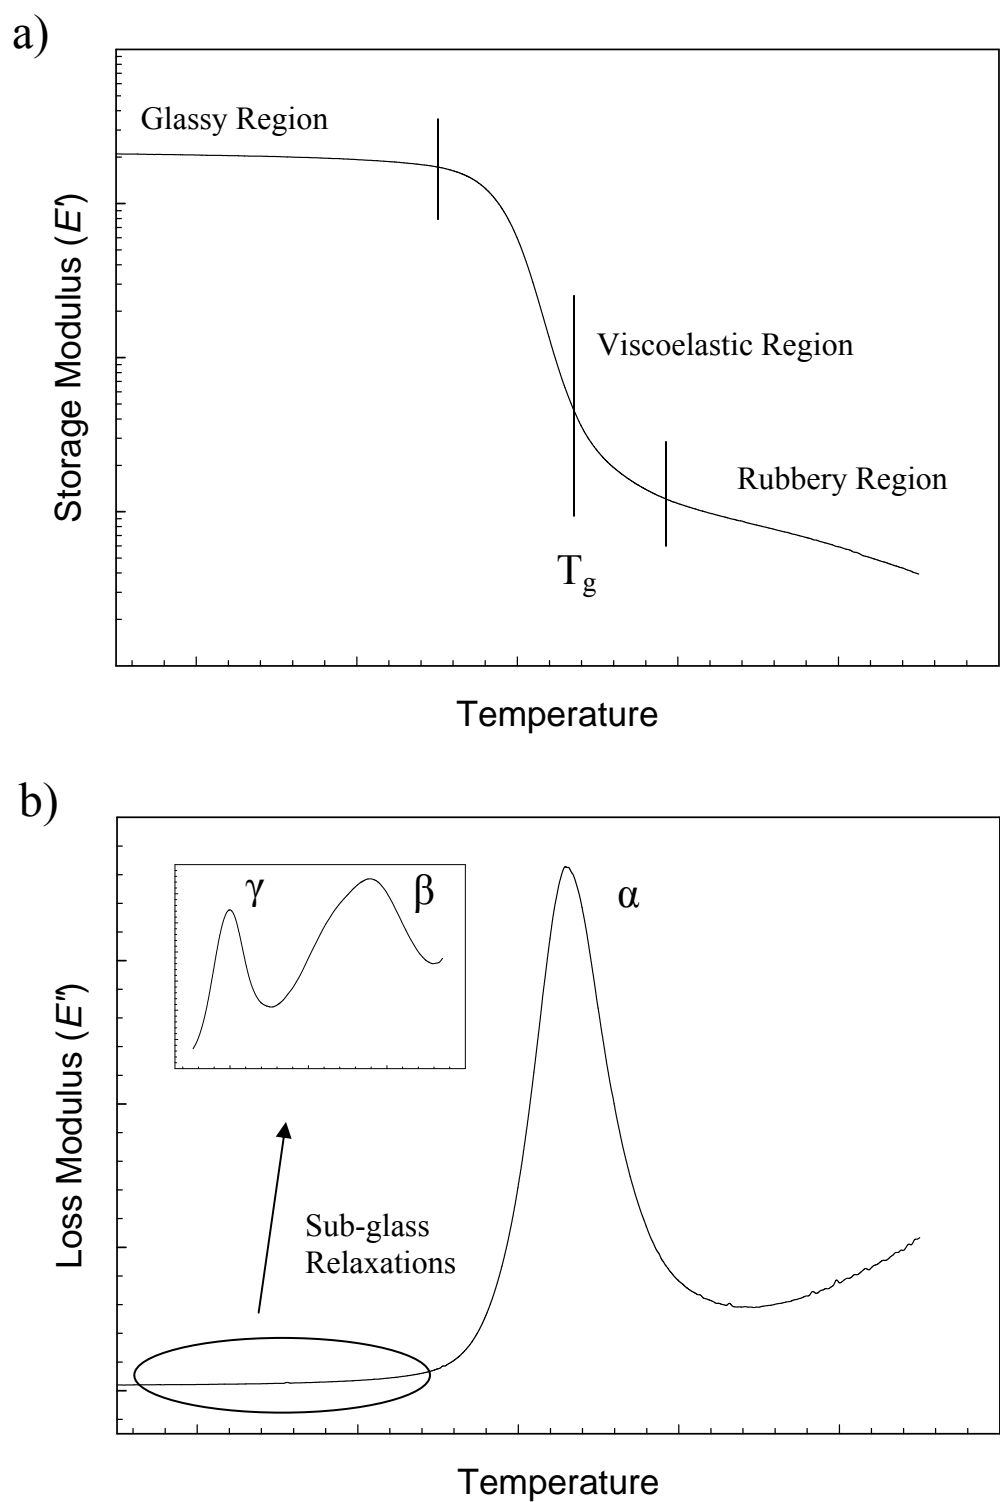 a)
Glassy Region
Storage Modulus (E')
Viscoelastic Region
Rubbery Region
Tg
Temperature
b)
γ
β
α
Loss Modulus (E")
Sub-glass
Relaxations
Temperature